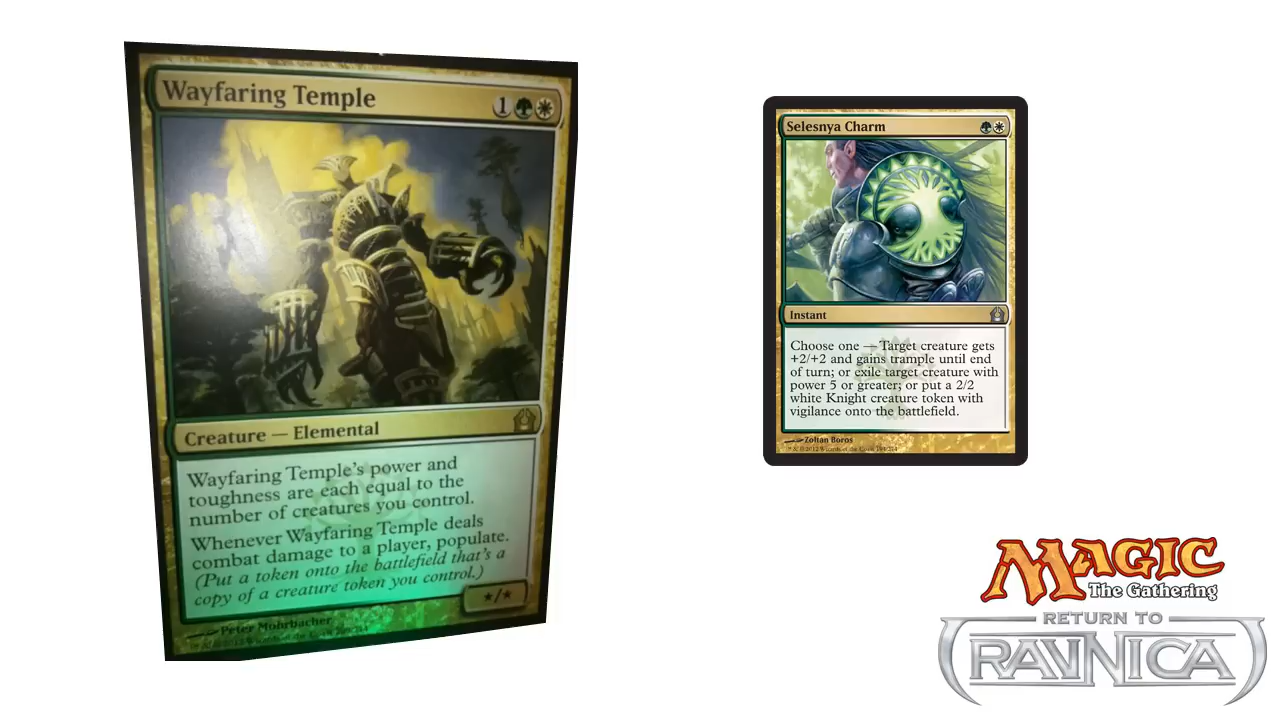 Wayfaring Temple
1
Creature — Elemental
Wayfaring Temple's power and
toughness are each equal to the
number of creatures you control.
Whenever Wayfaring Temple deals
combat damage to a player, populate.
(Put a token onto the battlefield that's a
copy of a creature token you control.)
★/★
Peter Mohrbacher
Selesnya Charm
Instant
Choose one — Target creature gets
+2/+2 and gains trample until end
of turn; or exile target creature with
power 5 or greater; or put a 2/2
white Knight creature token with
vigilance onto the battlefield.
Zoltan Boros
MAGIC
The Gathering
RETURN TO
RAVNICA